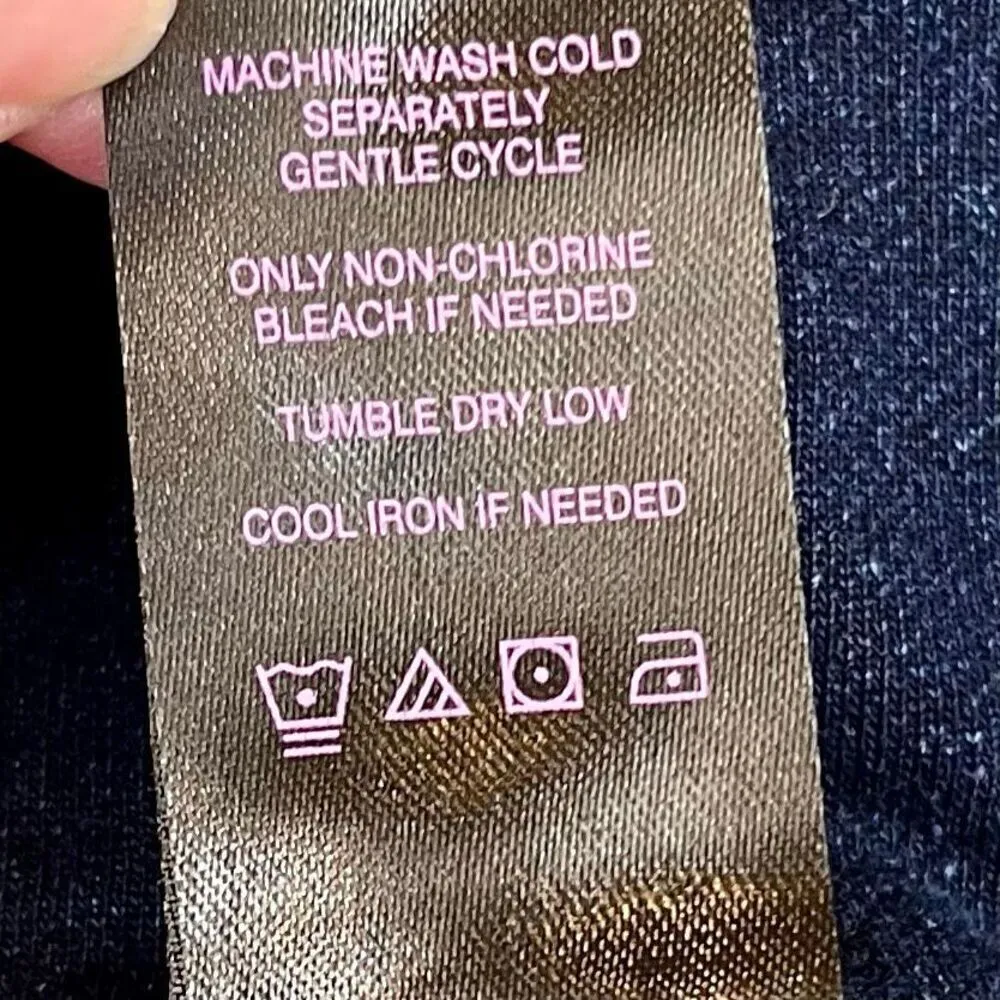 MACHINE WASH COLD
SEPARATELY
GENTLE CYCLE
ONLY NON-CHLORINE
BLEACH IF NEEDED
TUMBLE DRY LOW
COOL IRON IF NEEDED